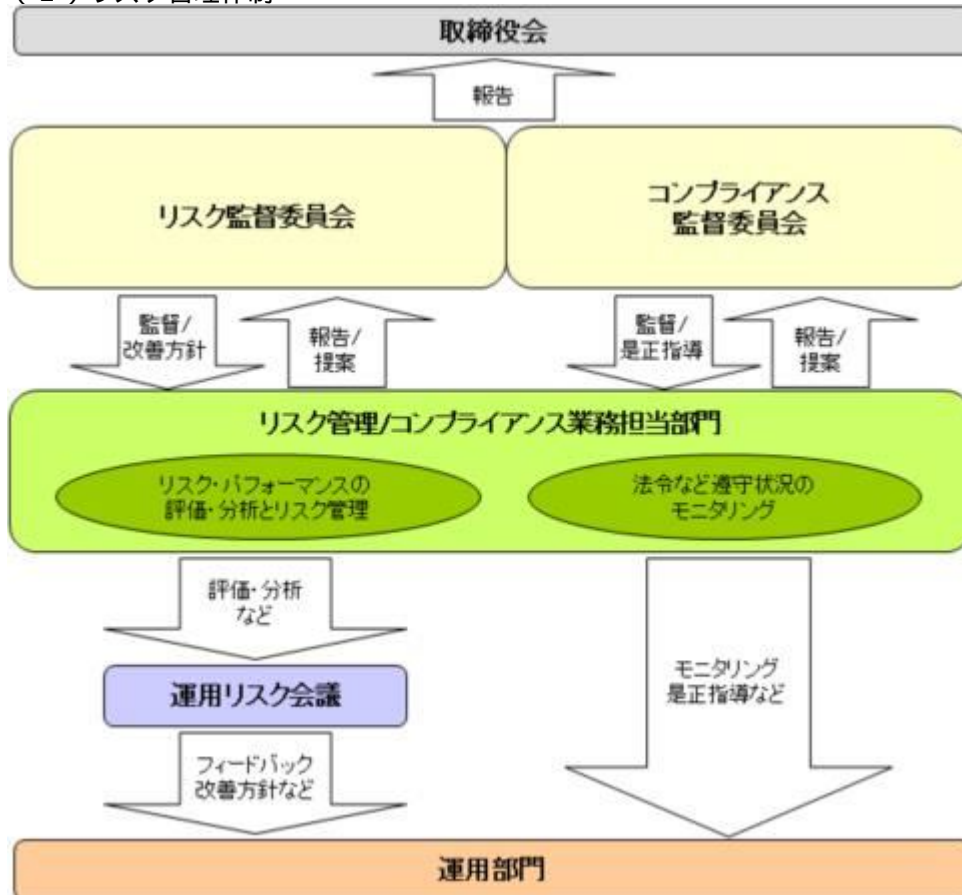 取締役会
報告
リスク監督委員会
コンプライアンス
監督委員会
監督/
改善方針
報告/
提案
監督/
是正指導
報告/
提案
リスク管理/コンプライアンス業務担当部門
リスク・パフォーマンスの
評価・分析とリスク管理
法令など遵守状況の
モニタリング
評価・分析
など
運用リスク会議
モニタリング
是正指導など
フィードバック
改善方針など
運用部門